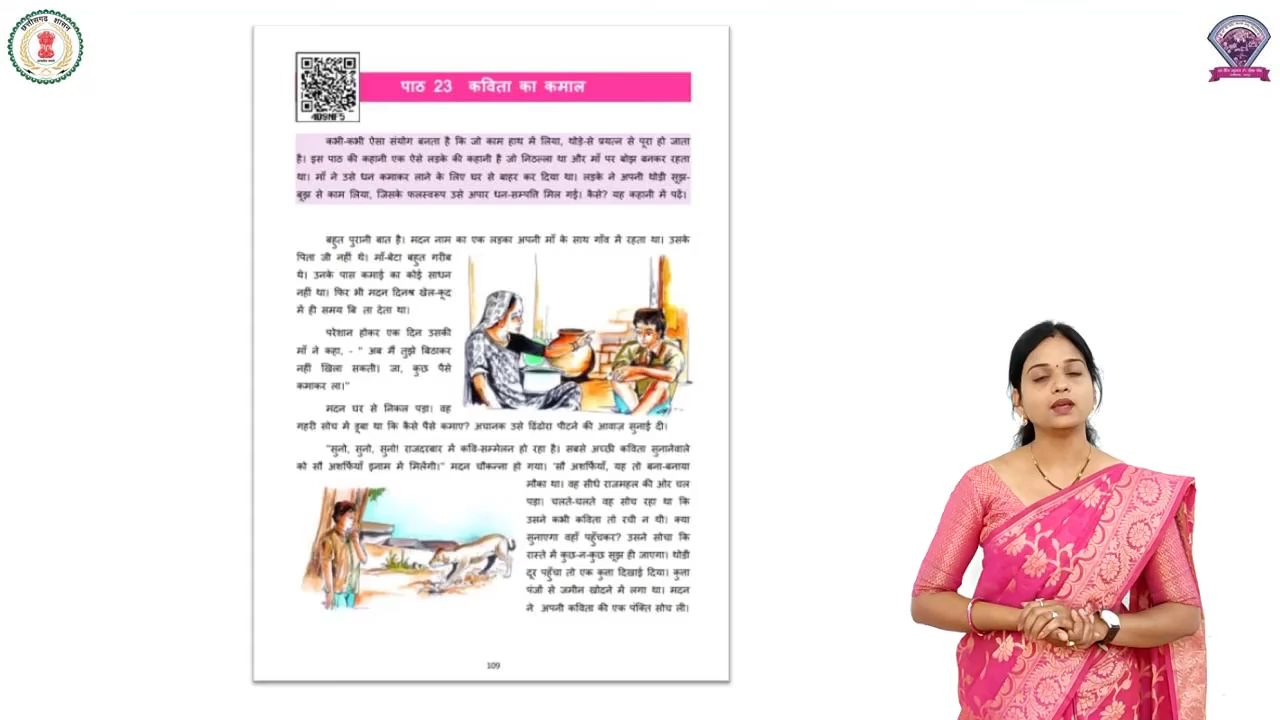 छत्तीसगढ़ शासन
4D9NF5
पाठ 23 कविता का कमाल
कभी-कभी ऐसा संयोग बनता है कि जो काम हाथ में लिया, थोड़े-से प्रयत्न से पूरा हो जाता
है। इस पाठ की कहानी एक ऐसे लड़के की कहानी है जो निठल्ला था और माँ पर बोझ बनकर रहता
था। माँ ने उसे धन कमाकर लाने के लिए घर से बाहर कर दिया था। लड़के ने अपनी थोड़ी सूझ-
बूझ से काम लिया, जिसके फलस्वरूप उसे अपार धन-सम्पत्ति मिल गई। कैसे? यह कहानी में पढ़ें।
बहुत पुरानी बात है। मदन नाम का एक लड़का अपनी माँ के साथ गाँव में रहता था। उसके
पिता जी नहीं थे। माँ-बेटा बहुत गरीब
थे। उनके पास कमाई का कोई साधन
नहीं था। फिर भी मदन दिनभ्र खेल-कूद
में ही समय बि ता देता था।
परेशान होकर एक दिन उसकी
माँ ने कहा, - " अब मैं तुझे बिठाकर
नहीं खिला सकती। जा, कुछ पैसे
कमाकर ला।"
मदन घर से निकल पड़ा। वह
गहरी सोच में डूबा था कि कैसे पैसे कमाए? अचानक उसे ढिंढोरा पीटने की आवाज़ सुनाई दी।
"सुनो, सुनो, सुनो! राजदरबार में कवि-सम्मेलन हो रहा है। सबसे अच्छी कविता सुनानेवाले
को सौ अशर्फियाँ इनाम में मिलेंगी।" मदन चौकन्ना हो गया। 'सौ अशर्फियाँ, यह तो बना-बनाया
मौका था। वह सीधे राजमहल की ओर चल
पड़ा। चलते-चलते वह सोच रहा था कि
उसने कभी कविता तो रची न थी। क्या
सुनाएगा वहाँ पहुँचकर? उसने सोचा कि
रास्ते में कुछ-न-कुछ सूझ ही जाएगा। थोड़ी
दूर पहुँचा तो एक कुत्ता दिखाई दिया। कुत्ता
पंजों से जमीन खोदने में लगा था। मदन
ने अपनी कविता की एक पंक्ति सोच ली।
109